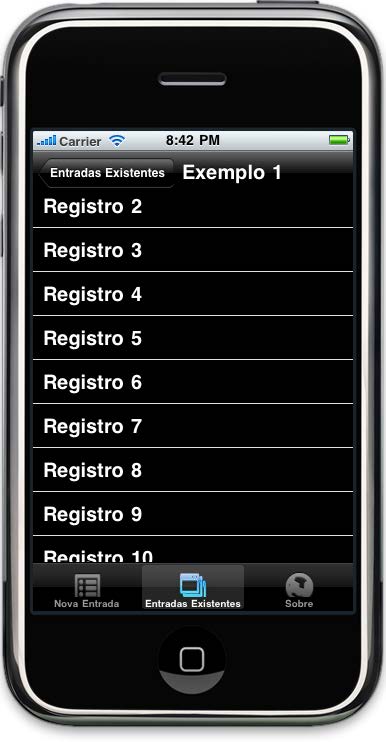 Carrier 8:42 PM
Entradas Existentes Exemplo 1
Registro 2
Registro 3
Registro 4
Registro 5
Registro 6
Registro 7
Registro 8
Registro 9
Registro 10
Nova Entrada Entradas Existentes Sobre